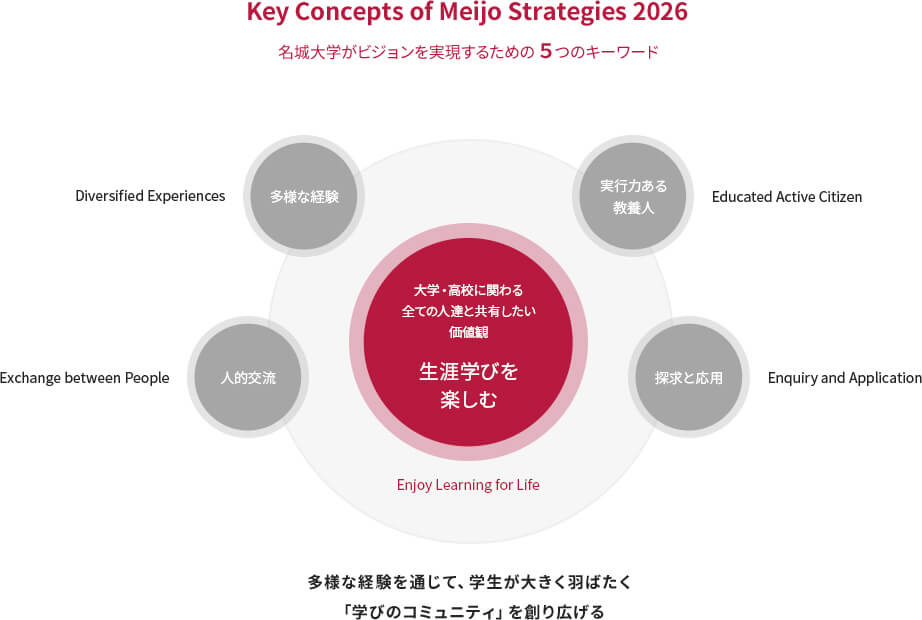 Key Concepts of Meijo Strategies 2026
名城大学がビジョンを実現するための 5つのキーワード
Diversified Experiences
多様な経験
実行力ある
教養人
Educated Active Citizen
大学・高校に関わる
全ての人達と共有したい
価値観
生涯学びを
楽しむ
Exchange between People
人的交流
探求と応用
Enquiry and Application
Enjoy Learning for Life
多様な経験を通じて、学生が大きく羽ばたく
「学びのコミュニティ」を創り広げる